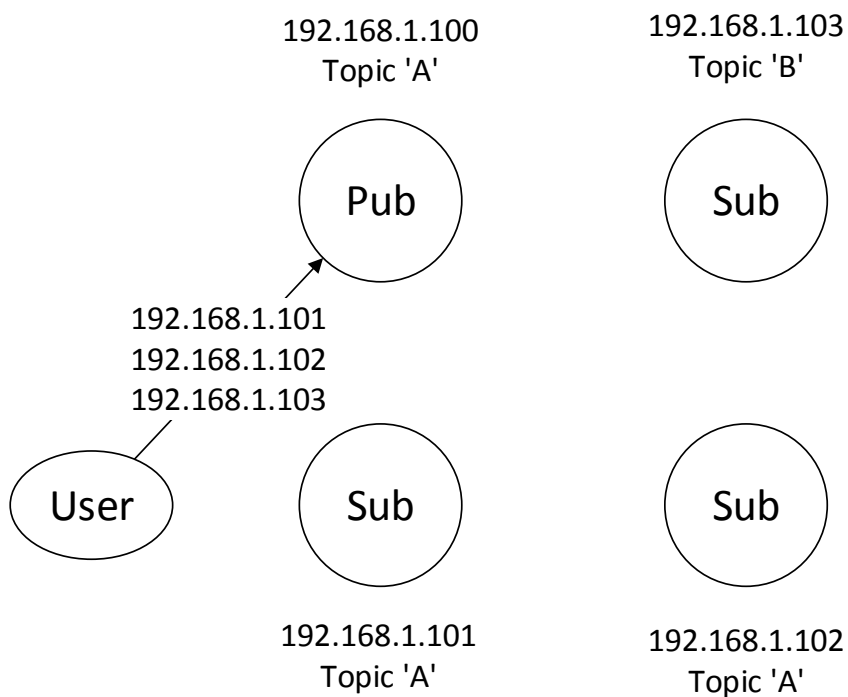 192.168.1.100
Topic 'A'
192.168.1.103
Topic 'B'
Pub
Sub
192.168.1.101
192.168.1.102
192.168.1.103
User
Sub
Sub
192.168.1.101
Topic 'A'
192.168.1.102
Topic 'A'